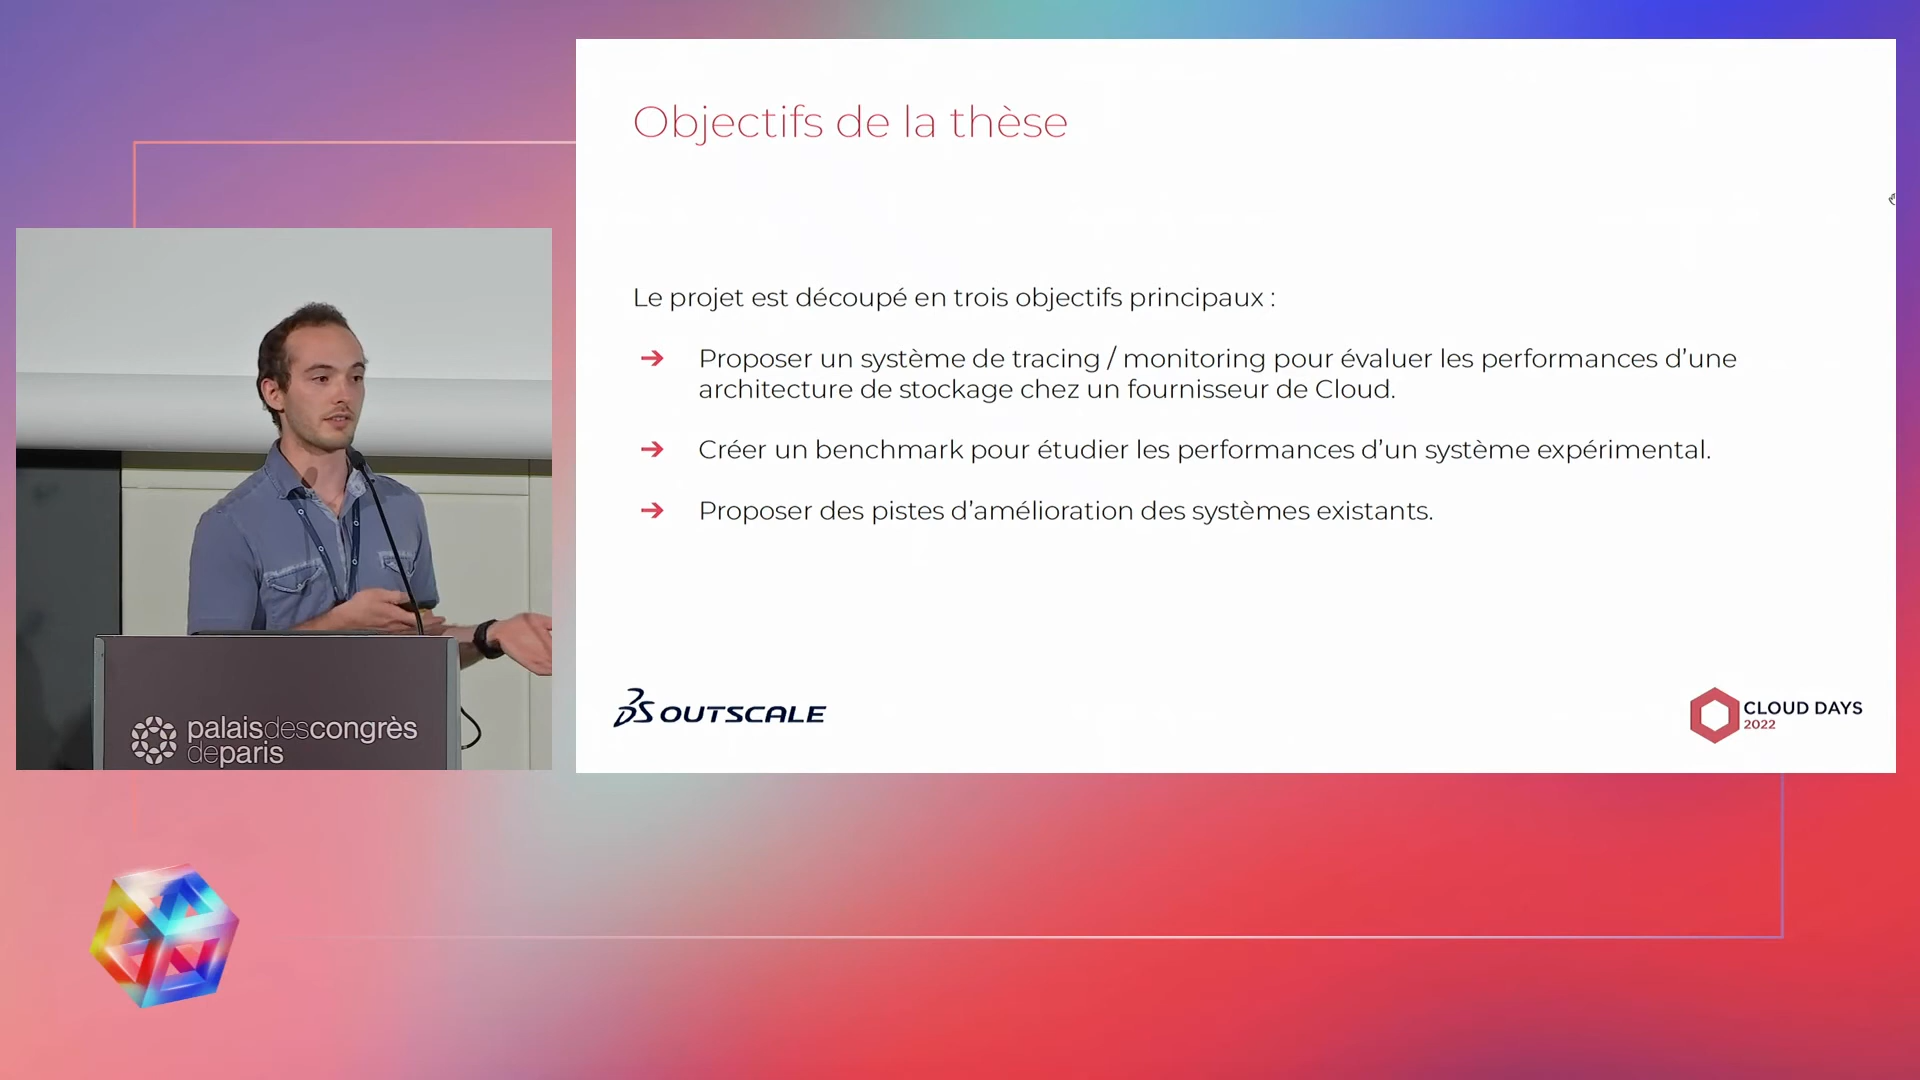 Objectifs de la thèse
Le projet est découpé en trois objectifs principaux :
➔ Proposer un système de tracing / monitoring pour évaluer les performances d’une
architecture de stockage chez un fournisseur de Cloud.
➔ Créer un benchmark pour étudier les performances d’un système expérimental.
➔ Proposer des pistes d’amélioration des systèmes existants.
OUTSCALE
CLOUD DAYS
2022
palaisdescongrès
deparis